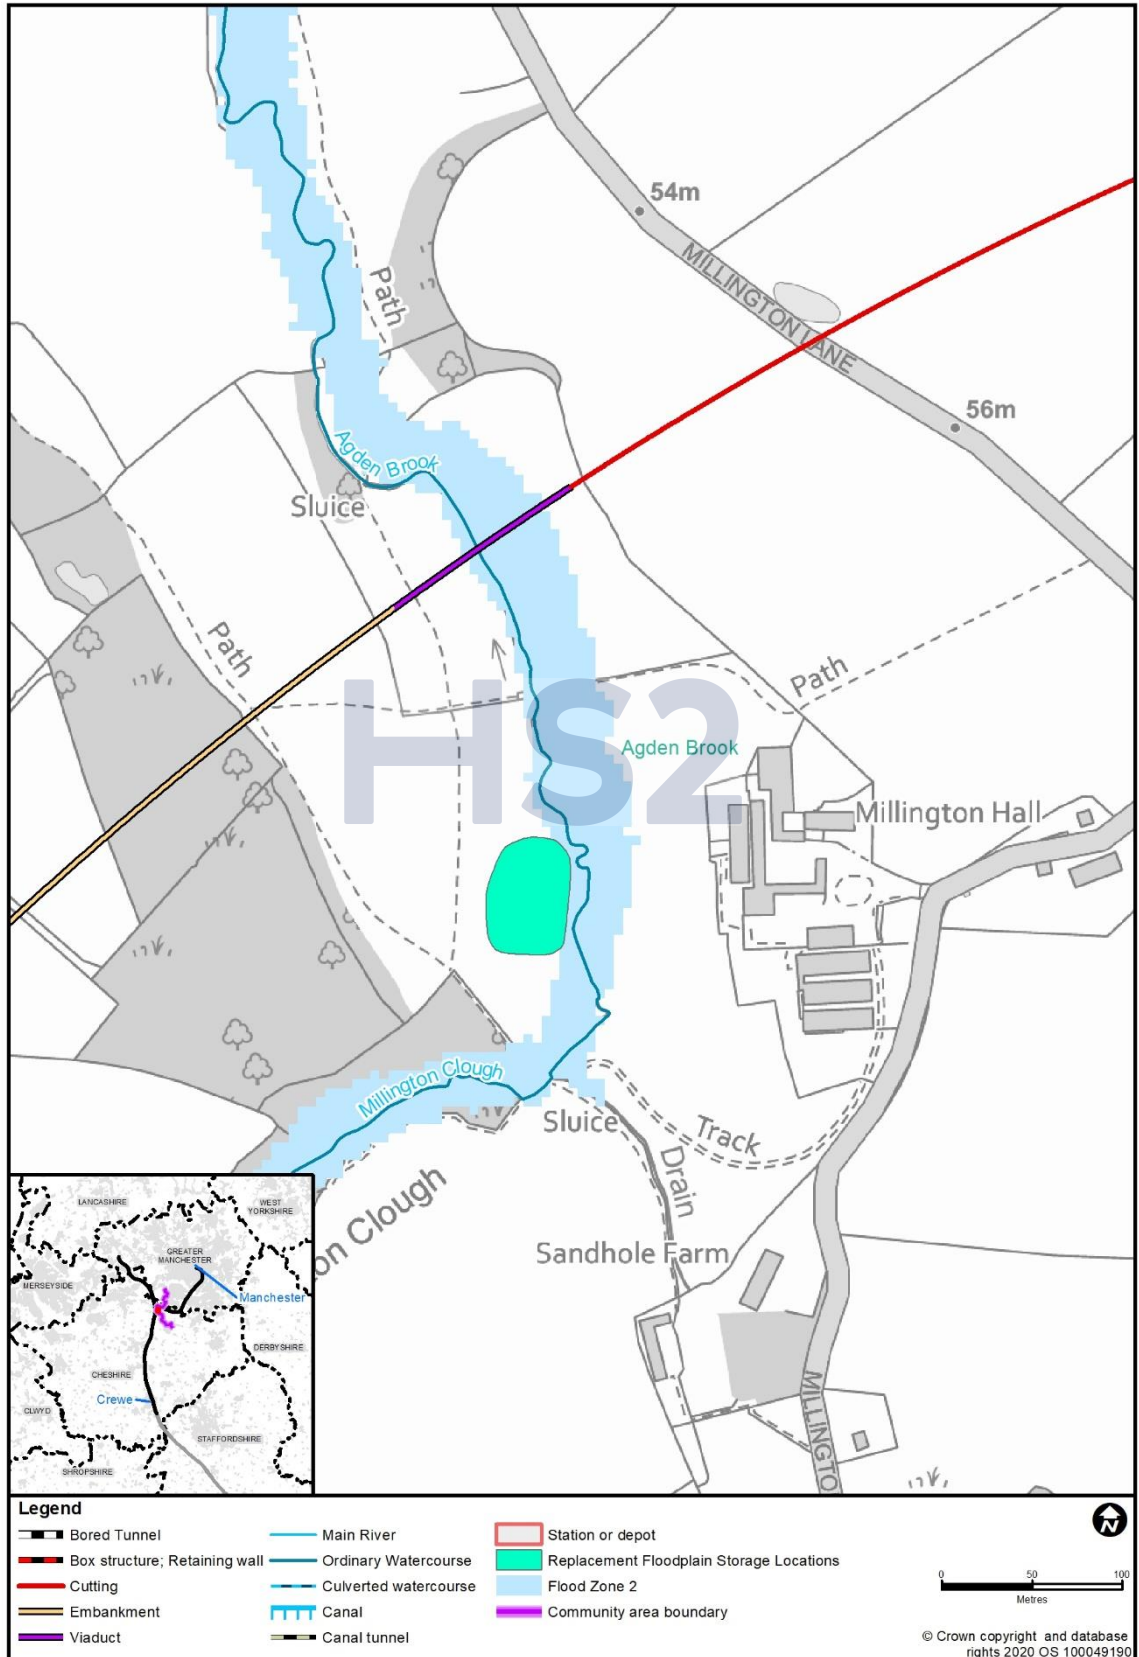 54m
MILLINGTON LANE
Path
56m
Agden Brook
Sluice
Path
Path
HS2
Agden Brook
Millington Hall
Millington Clough
Sluice
Track
Drain
ton Clough
Sandhole Farm
MILLINGTO
LANCASHIRE
WEST
YORKSHIRE
GREATER
MANCHESTER
MERSEYSIDE
Manchester
DERBYSHIRE
CHESHIRE
Crewe
CLWYD
STAFFORDSHIRE
SHROPSHIRE
Legend
Bored Tunnel
Box structure; Retaining wall
Cutting
Embankment
Viaduct
Main River
Ordinary Watercourse
Culverted watercourse
Canal
Canal tunnel
Station or depot
Replacement Floodplain Storage Locations
Flood Zone 2
Community area boundary
N
0 50 100
Metres
© Crown copyright and database
rights 2020 OS 100049190